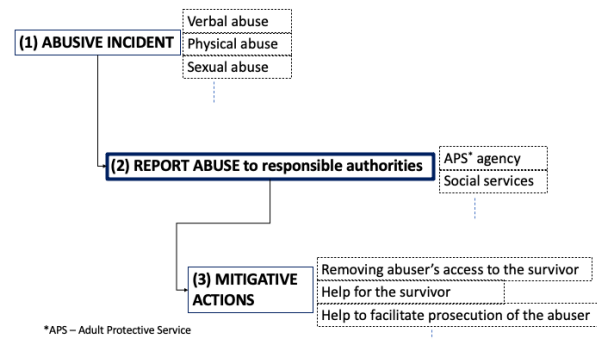 Verbal abuse
(1) ABUSIVE INCIDENT
Physical abuse
Sexual abuse
(2) REPORT ABUSE to responsible authorities
APS* agency
Social services
(3) MITIGATIVE
ACTIONS
Removing abuser's access to the survivor
Help for the survivor
Help to facilitate prosecution of the abuser
*APS – Adult Protective Service